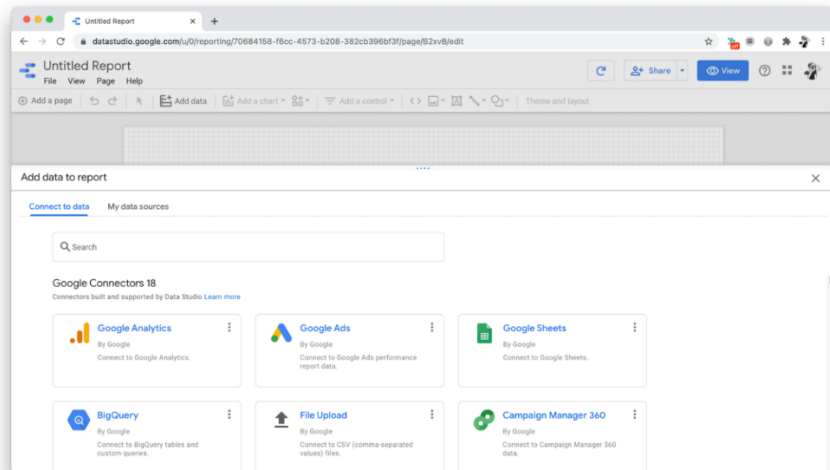 Untitled Report
datastudio.google.com/u/0/reporting/70684158-f6cc-4573-b208-382cb396bf3f/page/B2xvB/edit
Untitled Report
File View Page Help
Share
View
Add a page
Add data
Add a chart
Add a control
Theme and layout
Add data to report
Connect to data
My data sources
Search
Google Connectors 18
Connectors built and supported by Data Studio Learn more
Google Analytics
By Google
Connect to Google Analytics.
Google Ads
By Google
Connect to Google Ads performance
report data.
Google Sheets
By Google
Connect to Google Sheets.
BigQuery
By Google
Connect to BigQuery tables and
custom queries.
File Upload
By Google
Connect to CSV (comma-separated
values) files.
Campaign Manager 360
By Google
Connect to Campaign Manager 360
data.